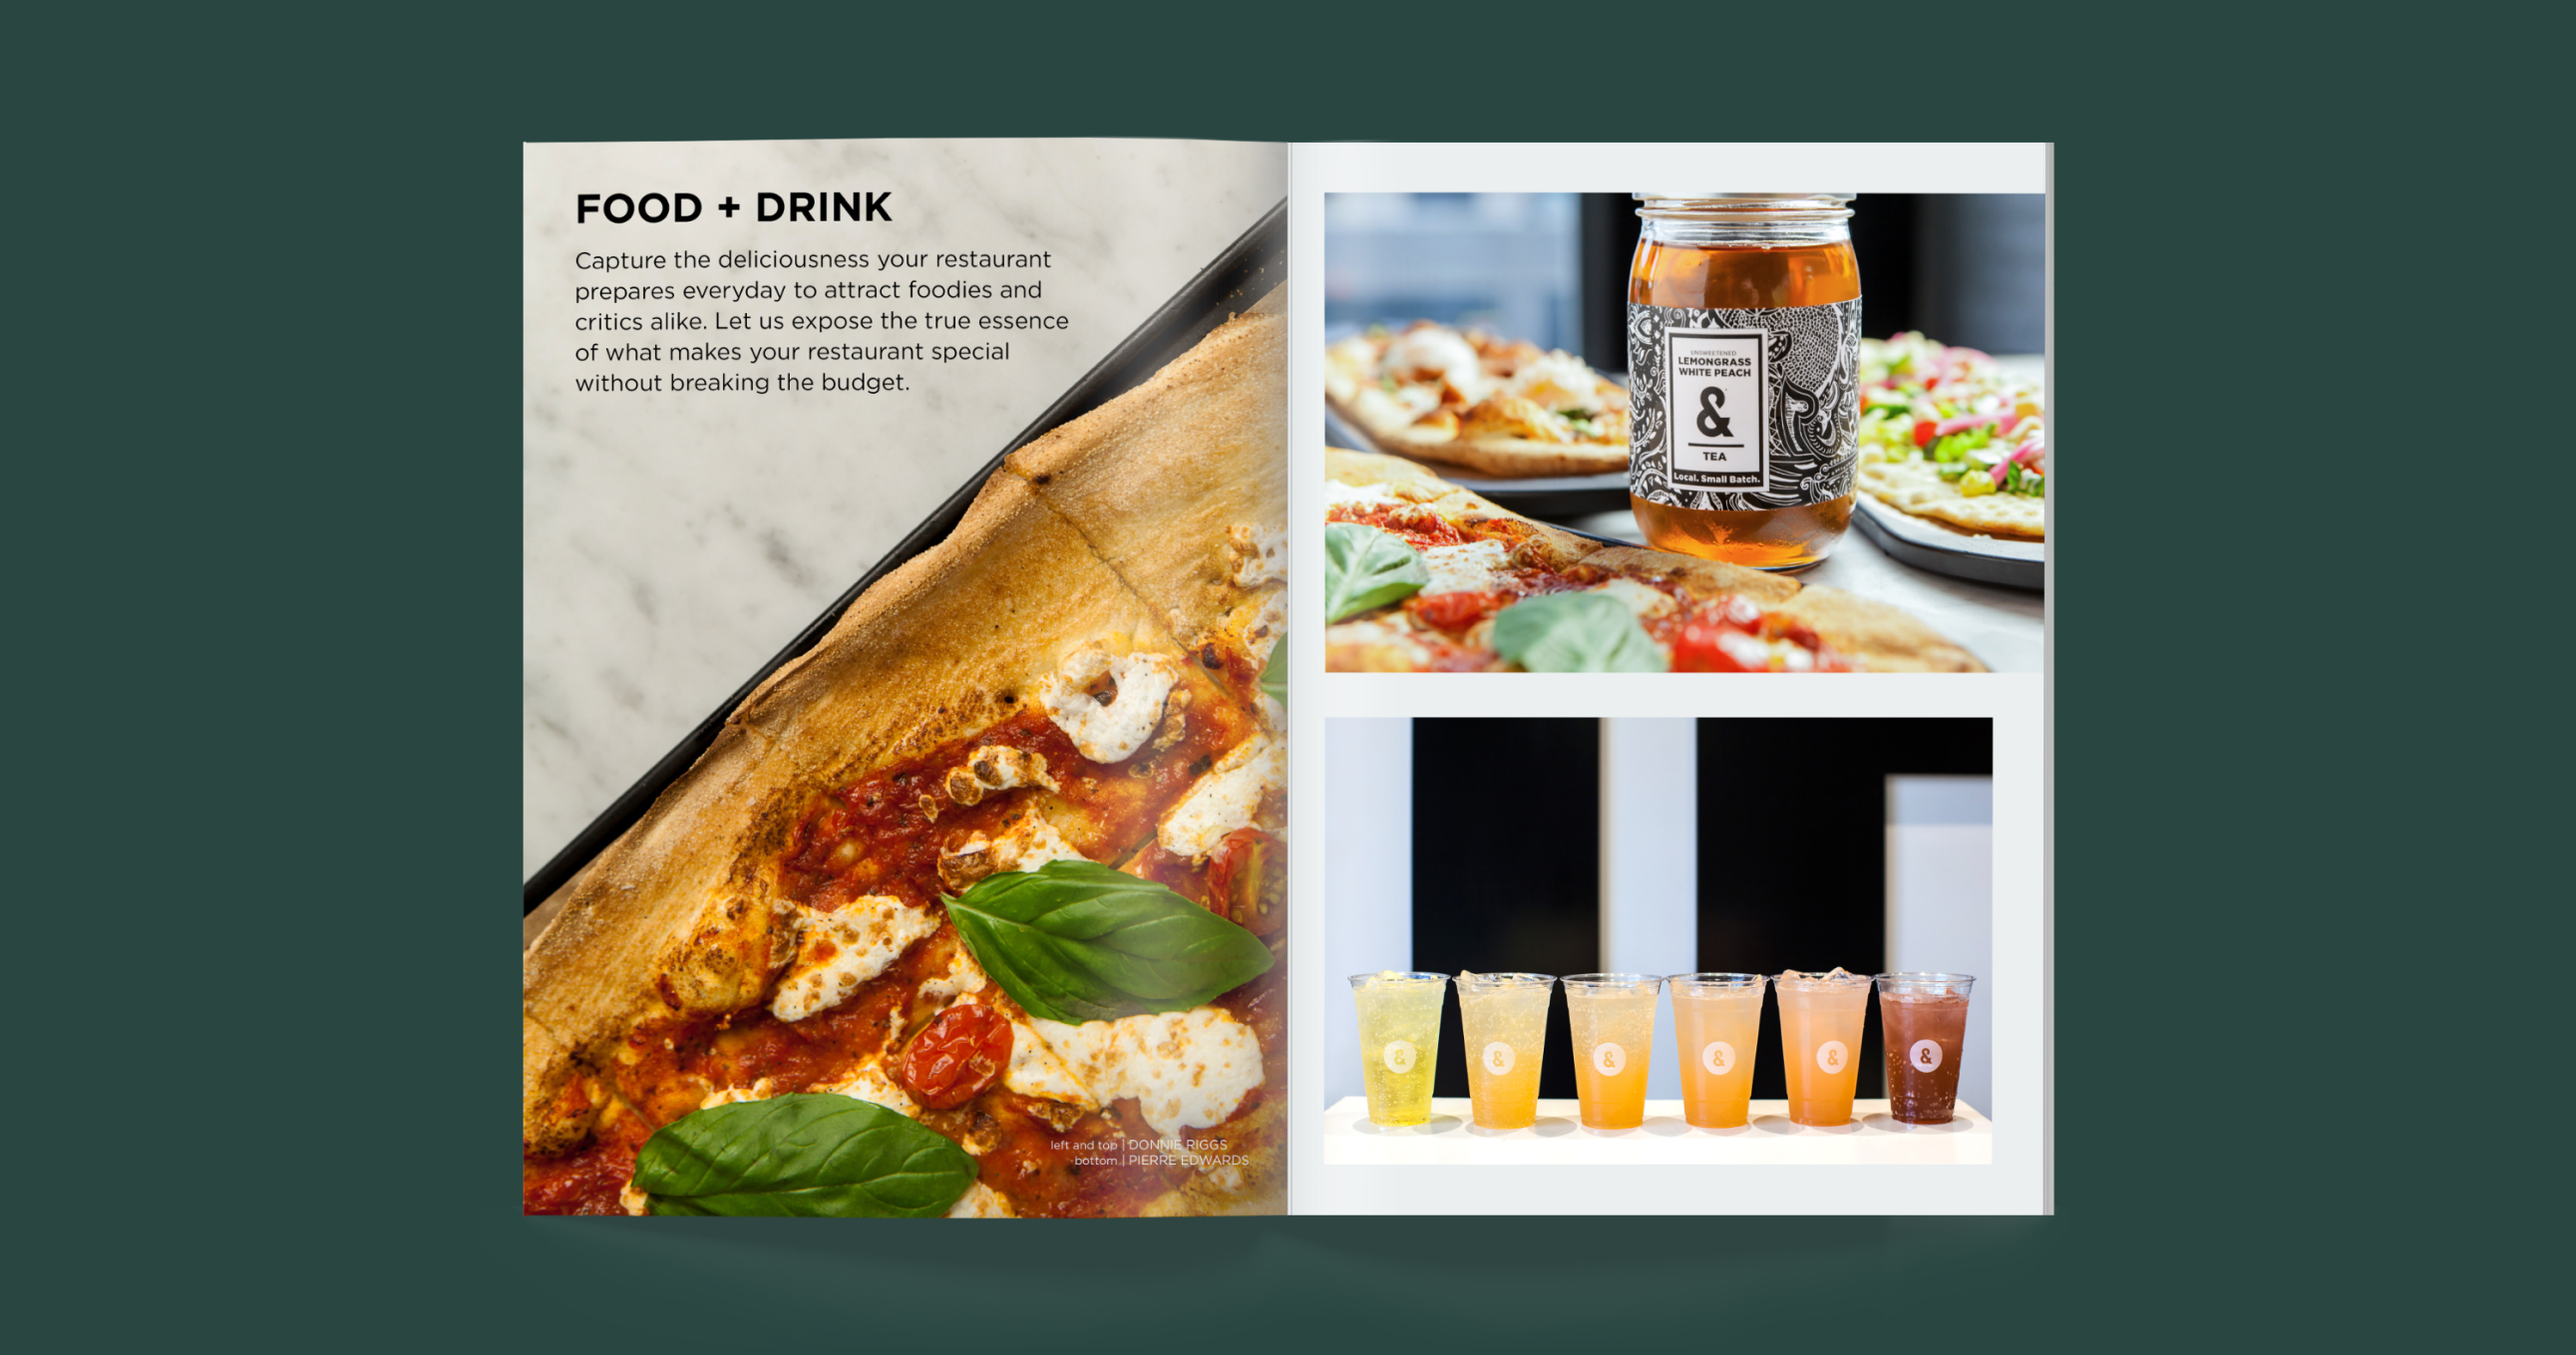 FOOD + DRINK
Capture the deliciousness your restaurant
prepares everyday to attract foodies and
critics alike. Let us expose the true essence
of what makes your restaurant special
without breaking the budget.
left and top | DONNIE RIGGS
bottom | PIERRE EDWARDS
UNSWEETENED
LEMONGRASS
WHITE PEACH
&
TEA
Local. Small Batch.
& & & & & &